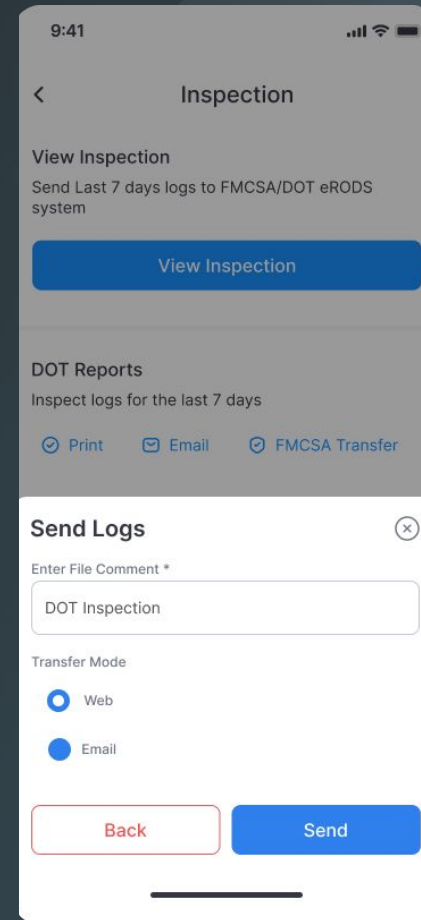 9:41
Inspection
View Inspection
Send Last 7 days logs to FMCSA/DOT eRODS
system
View Inspection
DOT Reports
Inspect logs for the last 7 days
Print Email FMCSA Transfer
Send Logs
Enter File Comment *
DOT Inspection
Transfer Mode
Web
Email
Back Send